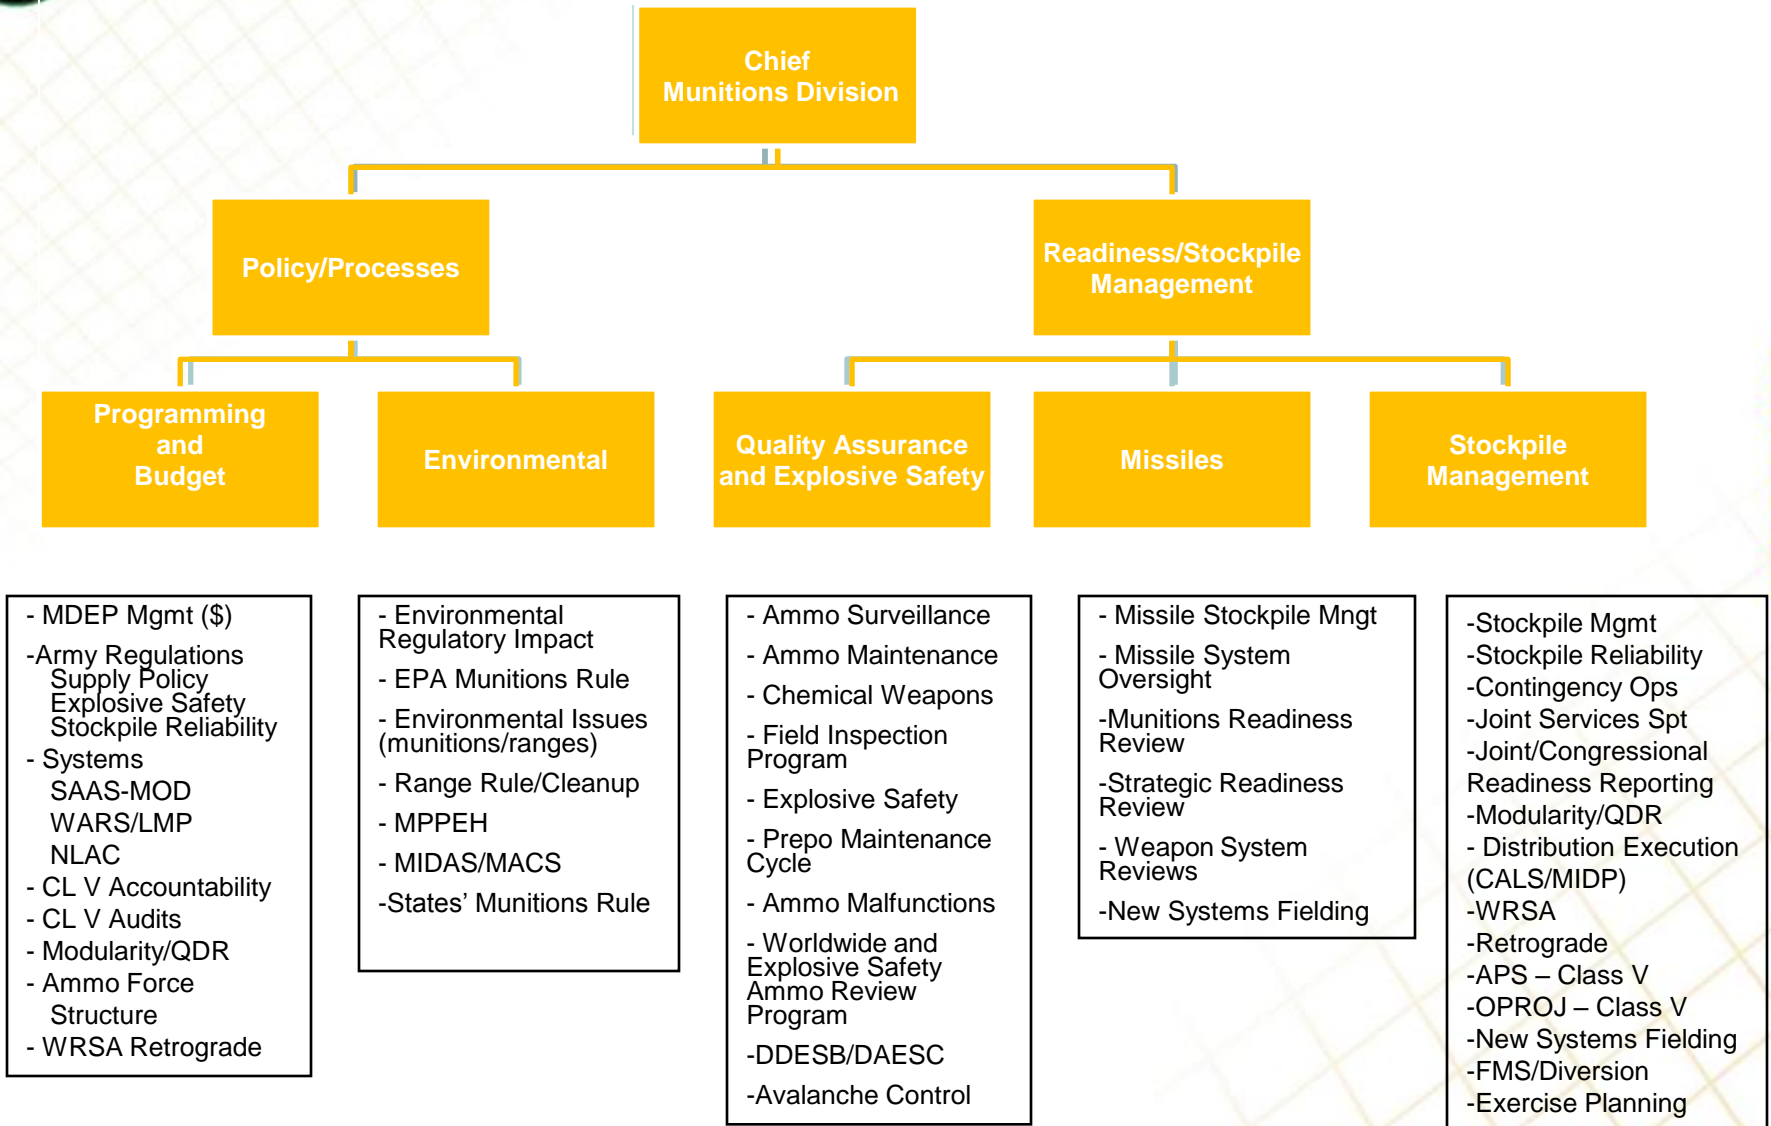 Chief
Munitions Division
Policy/Processes
Readiness/Stockpile
Management
Programming
and
Budget
Environmental
Quality Assurance
and Explosive Safety
Missiles
Stockpile
Management
- MDEP Mgmt ($)
-Army Regulations
Supply Policy
Explosive Safety
Stockpile Reliability
- Systems
SAAS-MOD
WARS/LMP
NLAC
- CL V Accountability
- CL V Audits
- Modularity/QDR
- Ammo Force
Structure
- WRSA Retrograde
- Environmental
Regulatory Impact
- EPA Munitions Rule
- Environmental Issues
(munitions/ranges)
- Range Rule/Cleanup
- MPPEH
- MIDAS/MACS
-States’ Munitions Rule
- Ammo Surveillance
- Ammo Maintenance
- Chemical Weapons
- Field Inspection
Program
- Explosive Safety
- Prepo Maintenance
Cycle
- Ammo Malfunctions
- Worldwide and
Explosive Safety
Ammo Review
Program
-DDESB/DAESC
-Avalanche Control
- Missile Stockpile Mngt
- Missile System
Oversight
-Munitions Readiness
Review
-Strategic Readiness
Review
- Weapon System
Reviews
-New Systems Fielding
-Stockpile Mgmt
-Stockpile Reliability
-Contingency Ops
-Joint Services Spt
-Joint/Congressional
Readiness Reporting
-Modularity/QDR
- Distribution Execution
(CALS/MIDP)
-WRSA
-Retrograde
-APS – Class V
-OPROJ – Class V
-New Systems Fielding
-FMS/Diversion
-Exercise Planning